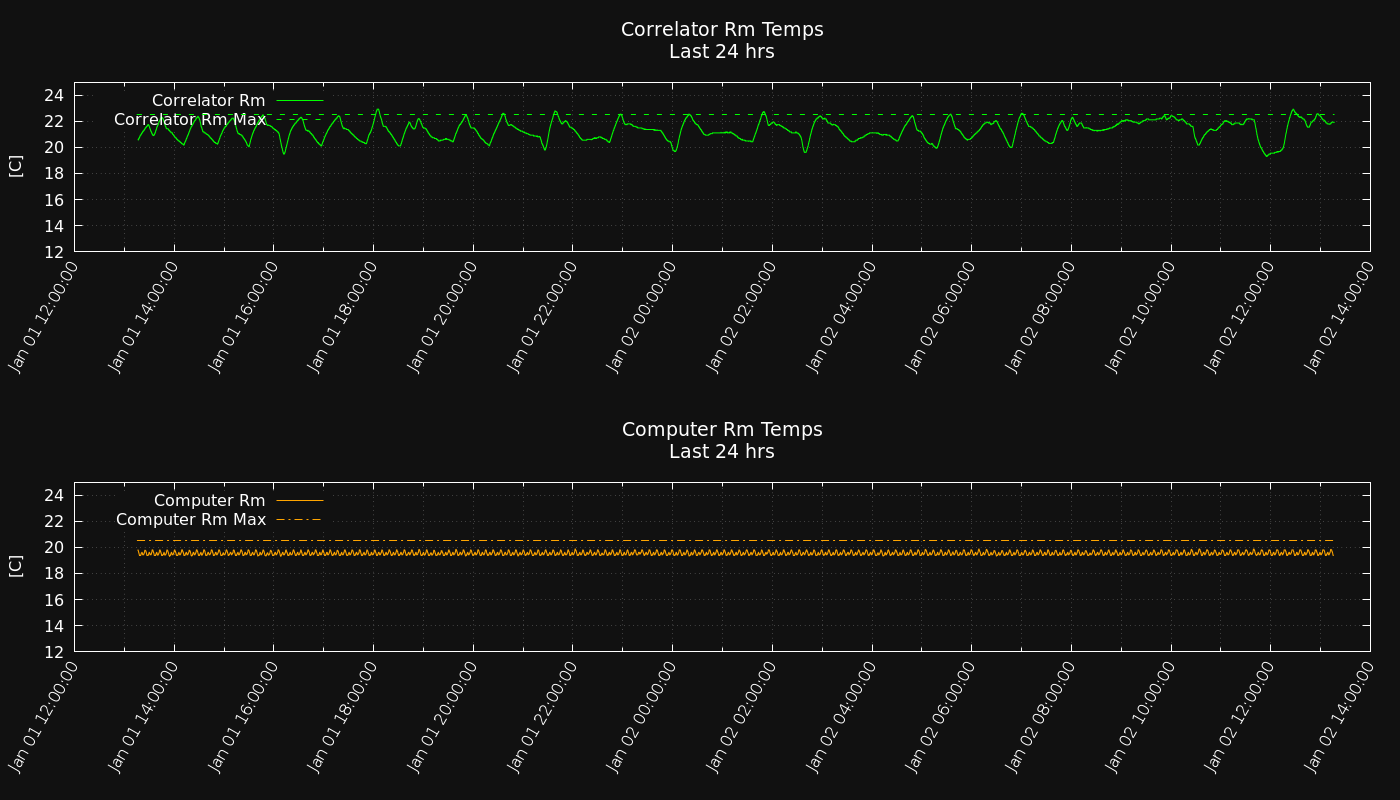 Correlator Rm Temps
Last 24 hrs
Correlator Rm
Correlator Rm Max
[C]
24
22
20
18
16
14
12
Jan 01 12:00:00
Jan 01 14:00:00
Jan 01 16:00:00
Jan 01 18:00:00
Jan 01 20:00:00
Jan 01 22:00:00
Jan 02 00:00:00
Jan 02 02:00:00
Jan 02 04:00:00
Jan 02 06:00:00
Jan 02 08:00:00
Jan 02 10:00:00
Jan 02 12:00:00
Jan 02 14:00:00
Computer Rm Temps
Last 24 hrs
Computer Rm
Computer Rm Max
[C]
24
22
20
18
16
14
12
Jan 01 12:00:00
Jan 01 14:00:00
Jan 01 16:00:00
Jan 01 18:00:00
Jan 01 20:00:00
Jan 01 22:00:00
Jan 02 00:00:00
Jan 02 02:00:00
Jan 02 04:00:00
Jan 02 06:00:00
Jan 02 08:00:00
Jan 02 10:00:00
Jan 02 12:00:00
Jan 02 14:00:00